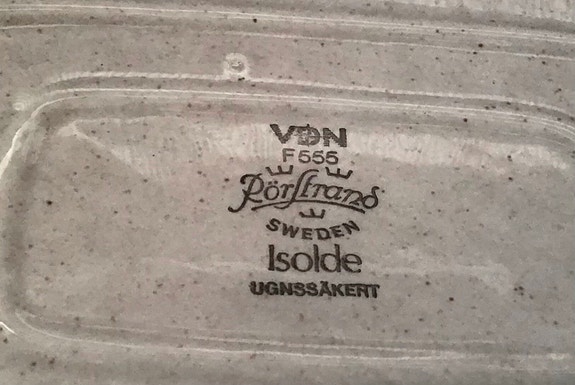 VDN
F555
Rörstrand
SWEDEN
Isolde
UGNSSÄKERT